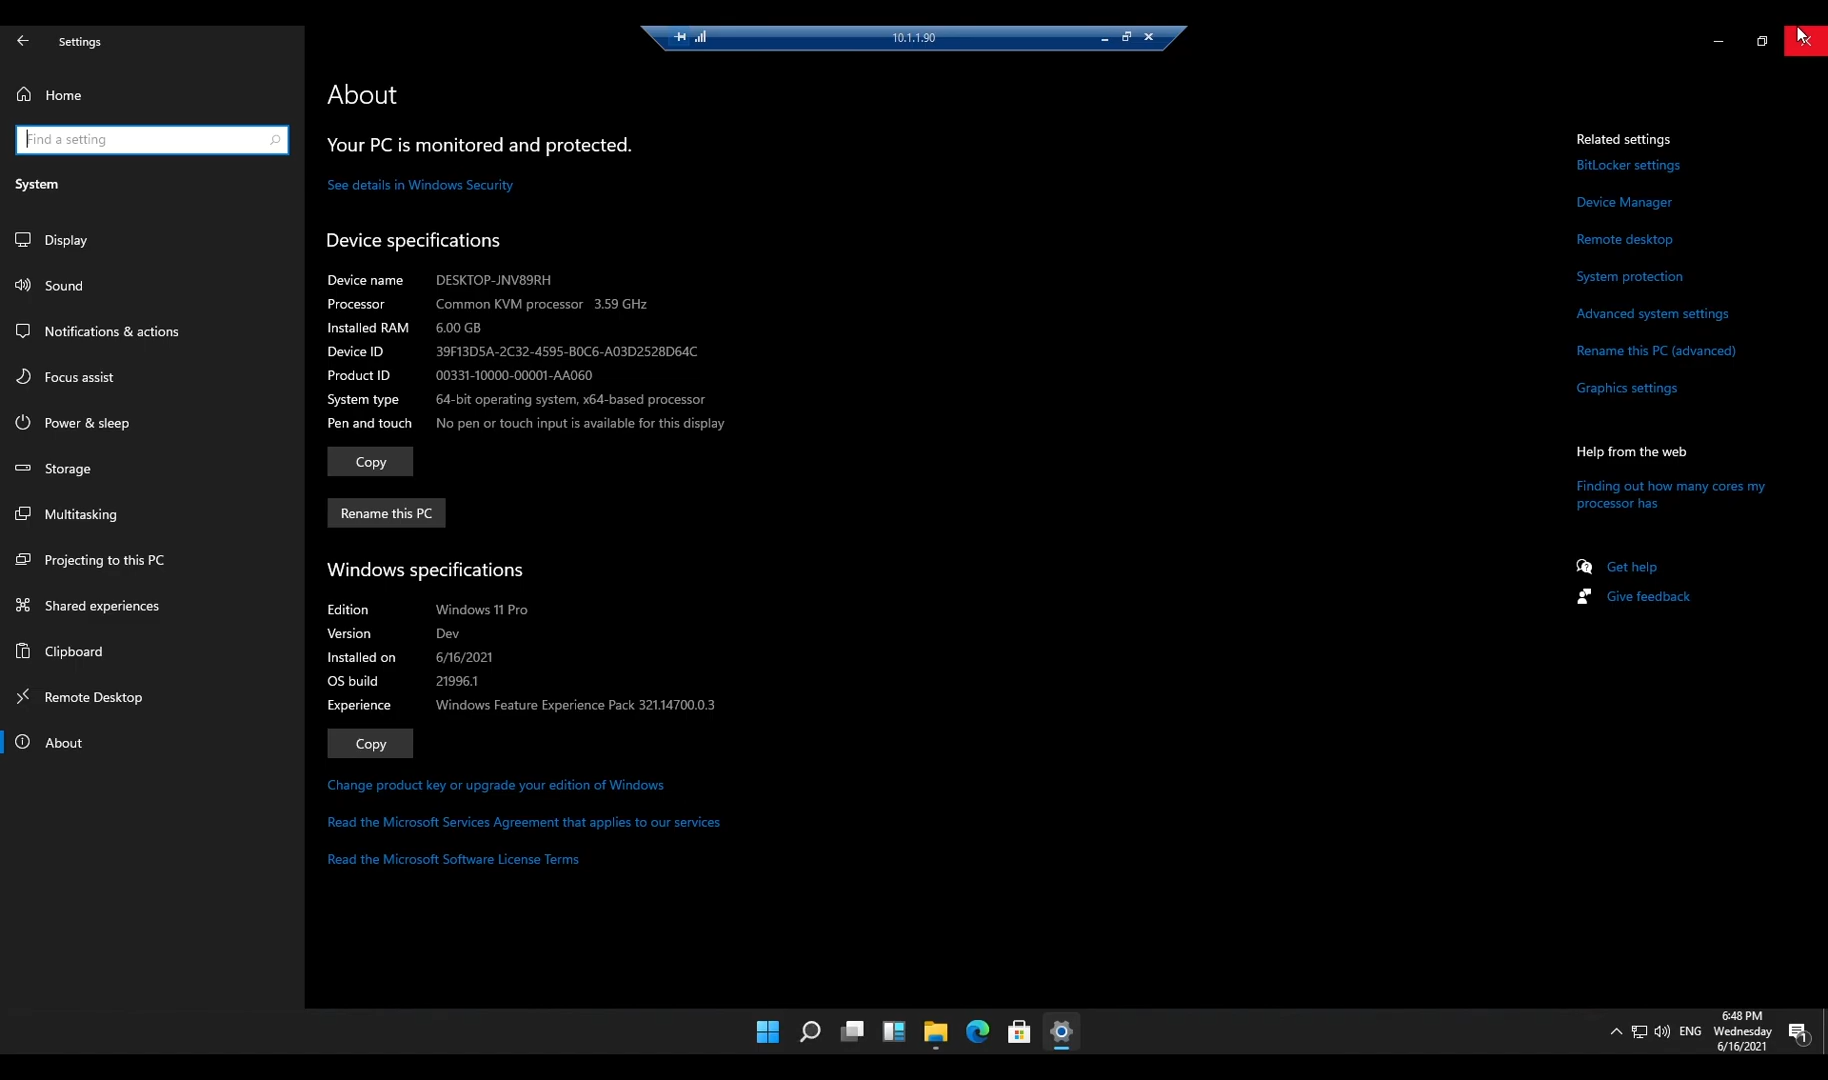 Settings
10.1.1.90
Home
Find a setting
System
Display
Sound
Notifications & actions
Focus assist
Power & sleep
Storage
Multitasking
Projecting to this PC
Shared experiences
Clipboard
Remote Desktop
About
About
Your PC is monitored and protected.
See details in Windows Security
Device specifications
Device name DESKTOP-JNV89RH
Processor Common KVM processor 3.59 GHz
Installed RAM 6.00 GB
Device ID 39F13D5A-2C32-4595-B0C6-A03D2528D64C
Product ID 00331-10000-00001-AA060
System type 64-bit operating system, x64-based processor
Pen and touch No pen or touch input is available for this display
Copy
Rename this PC
Windows specifications
Edition Windows 11 Pro
Version Dev
Installed on 6/16/2021
OS build 21996.1
Experience Windows Feature Experience Pack 321.14700.0.3
Copy
Change product key or upgrade your edition of Windows
Read the Microsoft Services Agreement that applies to our services
Read the Microsoft Software License Terms
Related settings
BitLocker settings
Device Manager
Remote desktop
System protection
Advanced system settings
Rename this PC (advanced)
Graphics settings
Help from the web
Finding out how many cores my
processor has
Get help
Give feedback
ENG
6:48 PM
Wednesday
6/16/2021
1